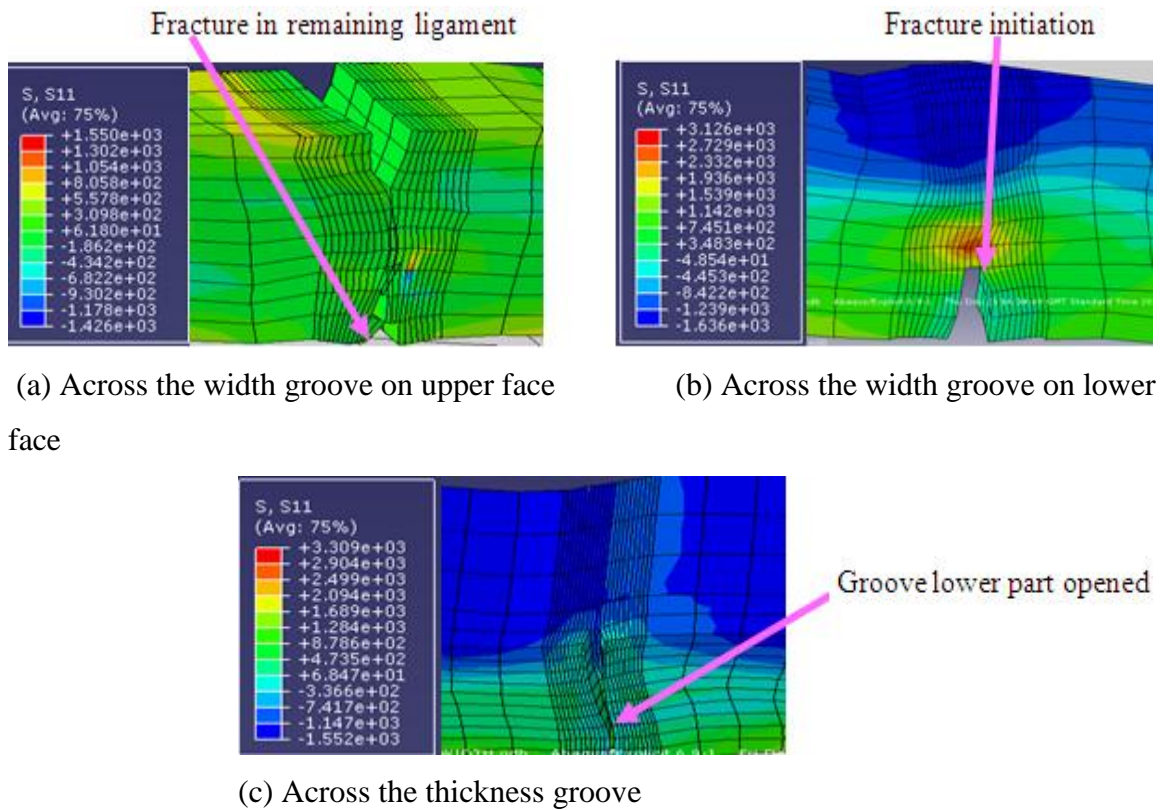 Fracture in remaining ligament
Fracture initiation
S, S11
(Avg: 75%)
+1.550e+03
+1.302e+03
+1.054e+03
+8.058e+02
+5.578e+02
+3.098e+02
+6.180e+01
-1.862e+02
-4.342e+02
-6.822e+02
-9.302e+02
-1.178e+03
-1.426e+03
S, S11
(Avg: 75%)
+3.126e+03
+2.729e+03
+2.332e+03
+1.936e+03
+1.539e+03
+1.142e+03
+7.451e+02
+3.483e+02
-4.854e+01
-4.453e+02
-8.422e+02
-1.239e+03
-1.636e+03
GMT Standard Time
(a) Across the width groove on upper face
(b) Across the width groove on lower
face
S, S11
(Avg: 75%)
+3.309e+03
+2.904e+03
+2.499e+03
+2.094e+03
+1.689e+03
+1.284e+03
+8.786e+02
+4.735e+02
+6.847e+01
-3.366e+02
-7.417e+02
-1.147e+03
-1.552e+03
Groove lower part opened
(c) Across the thickness groove